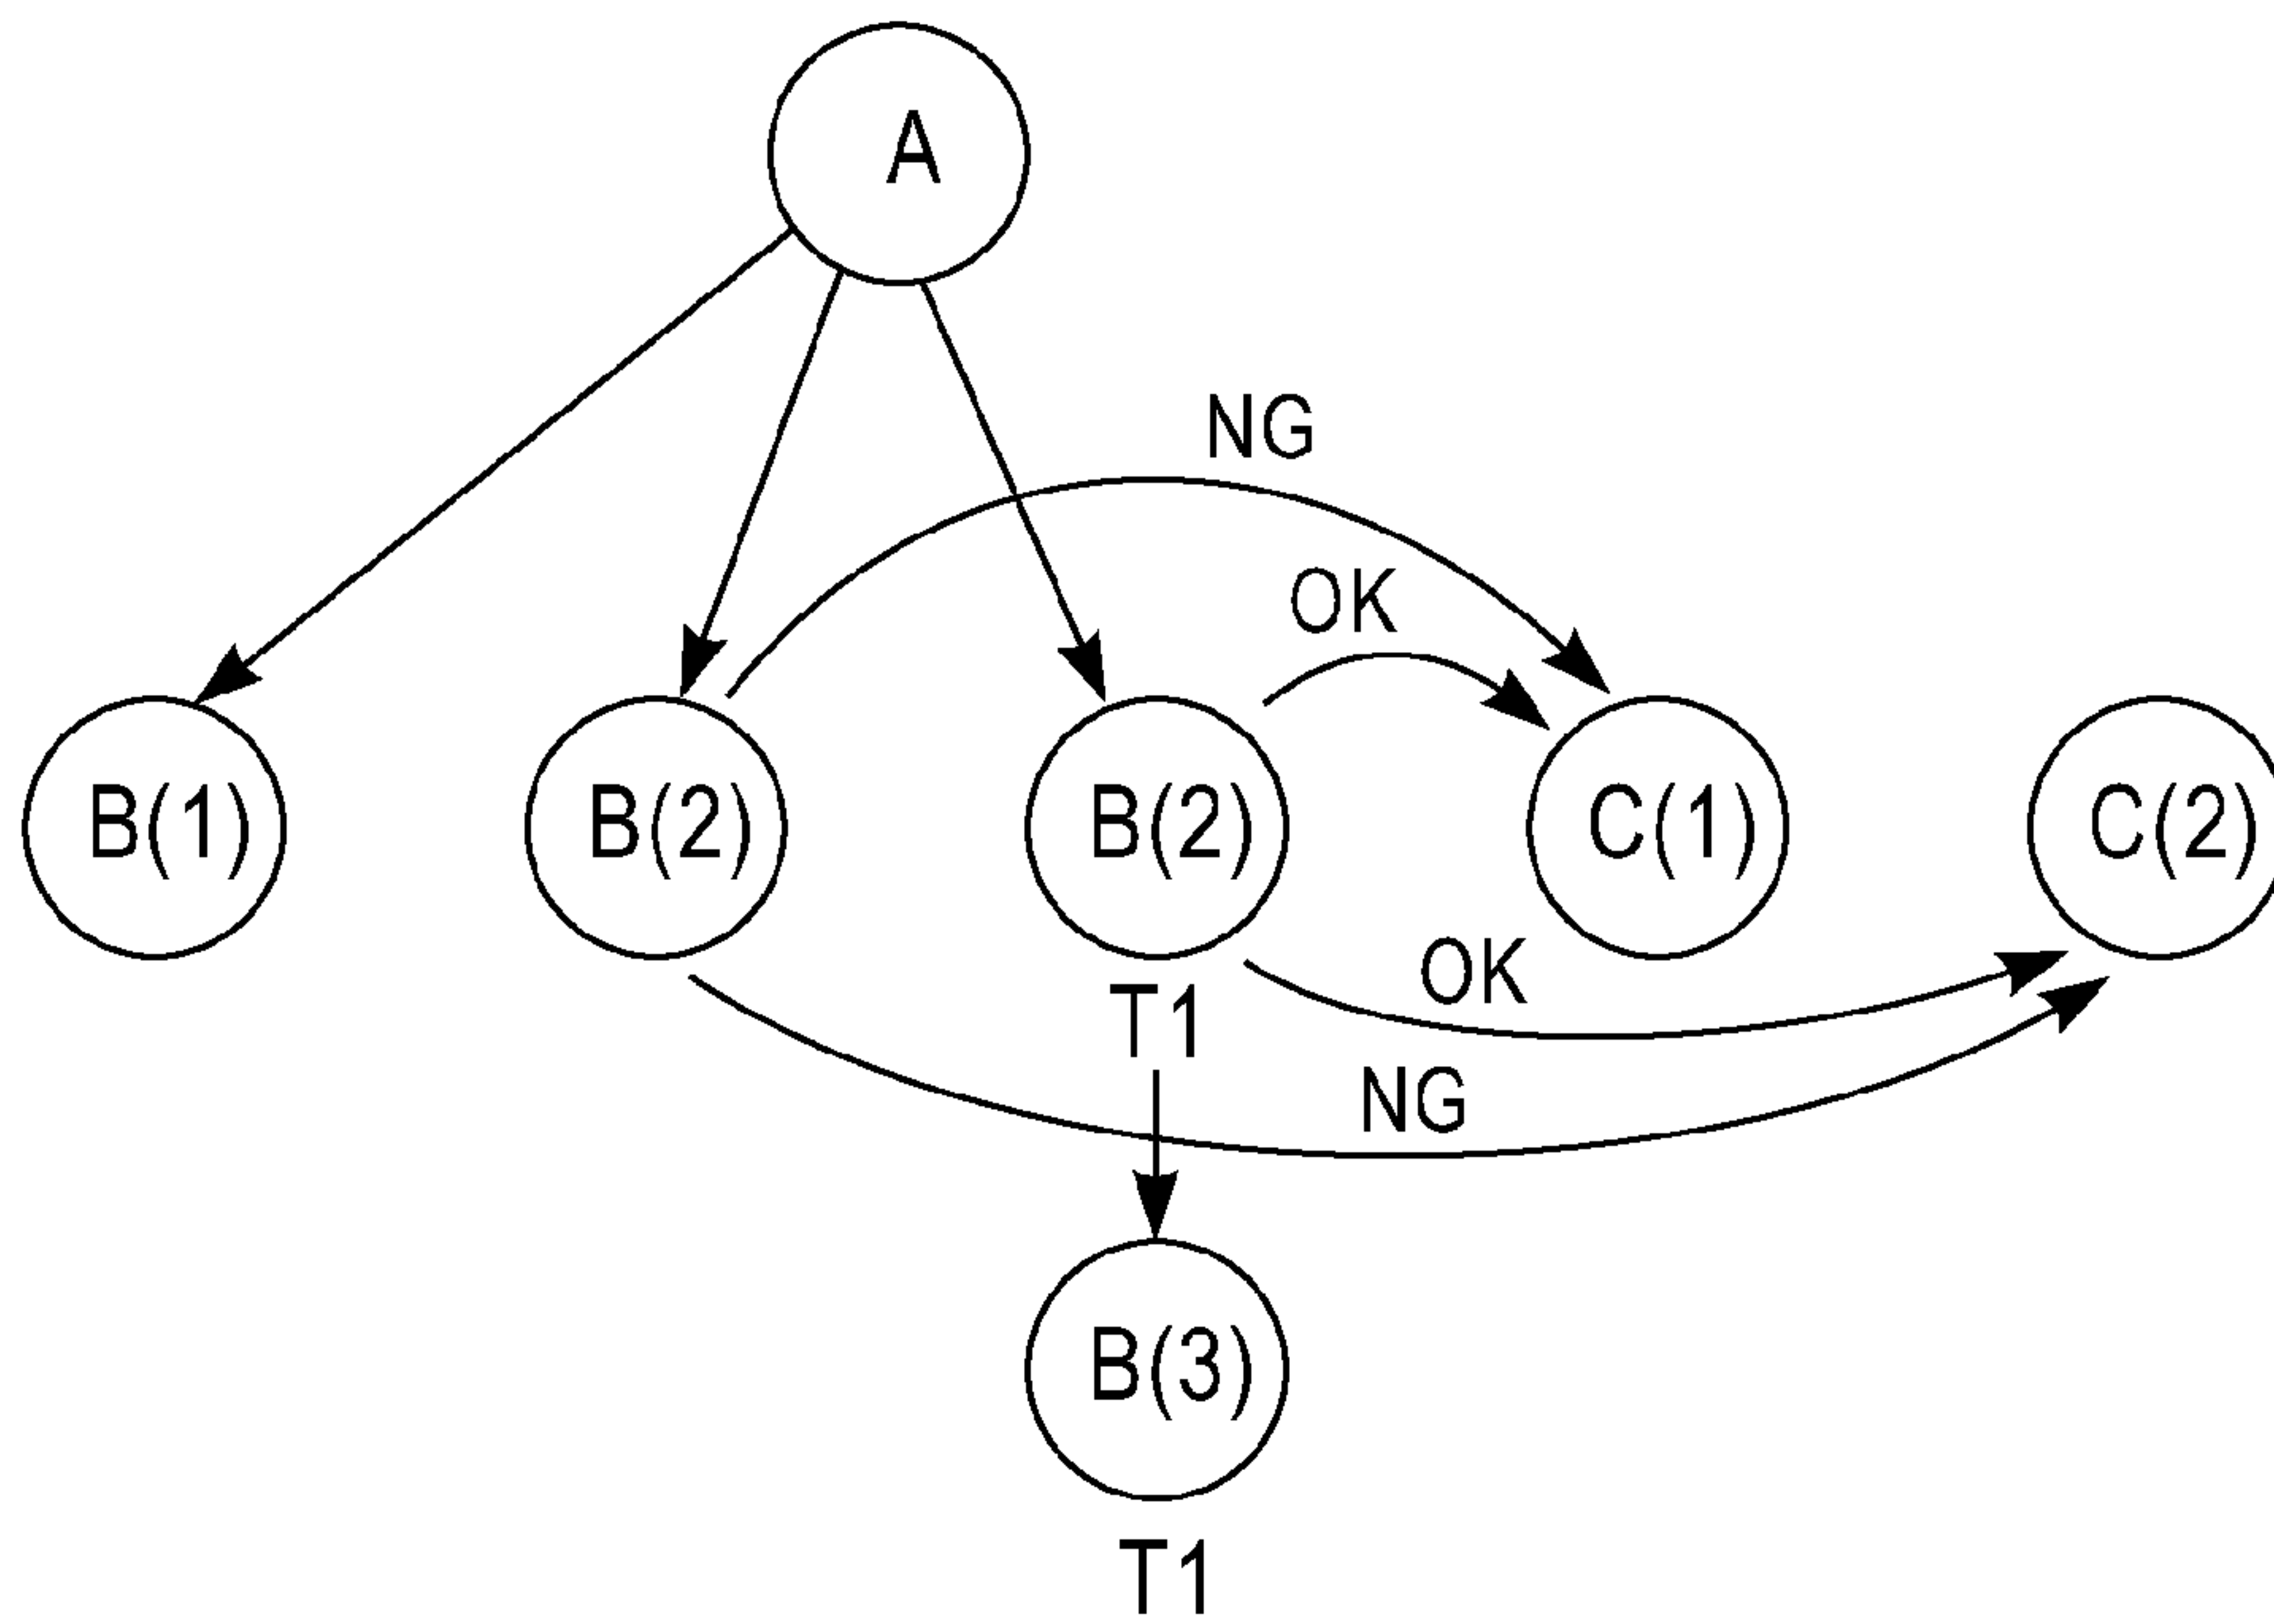 A
NG
OK
B(1) B(2) B(2) C(1) C(2)
OK
T1
NG
B(3)
T1